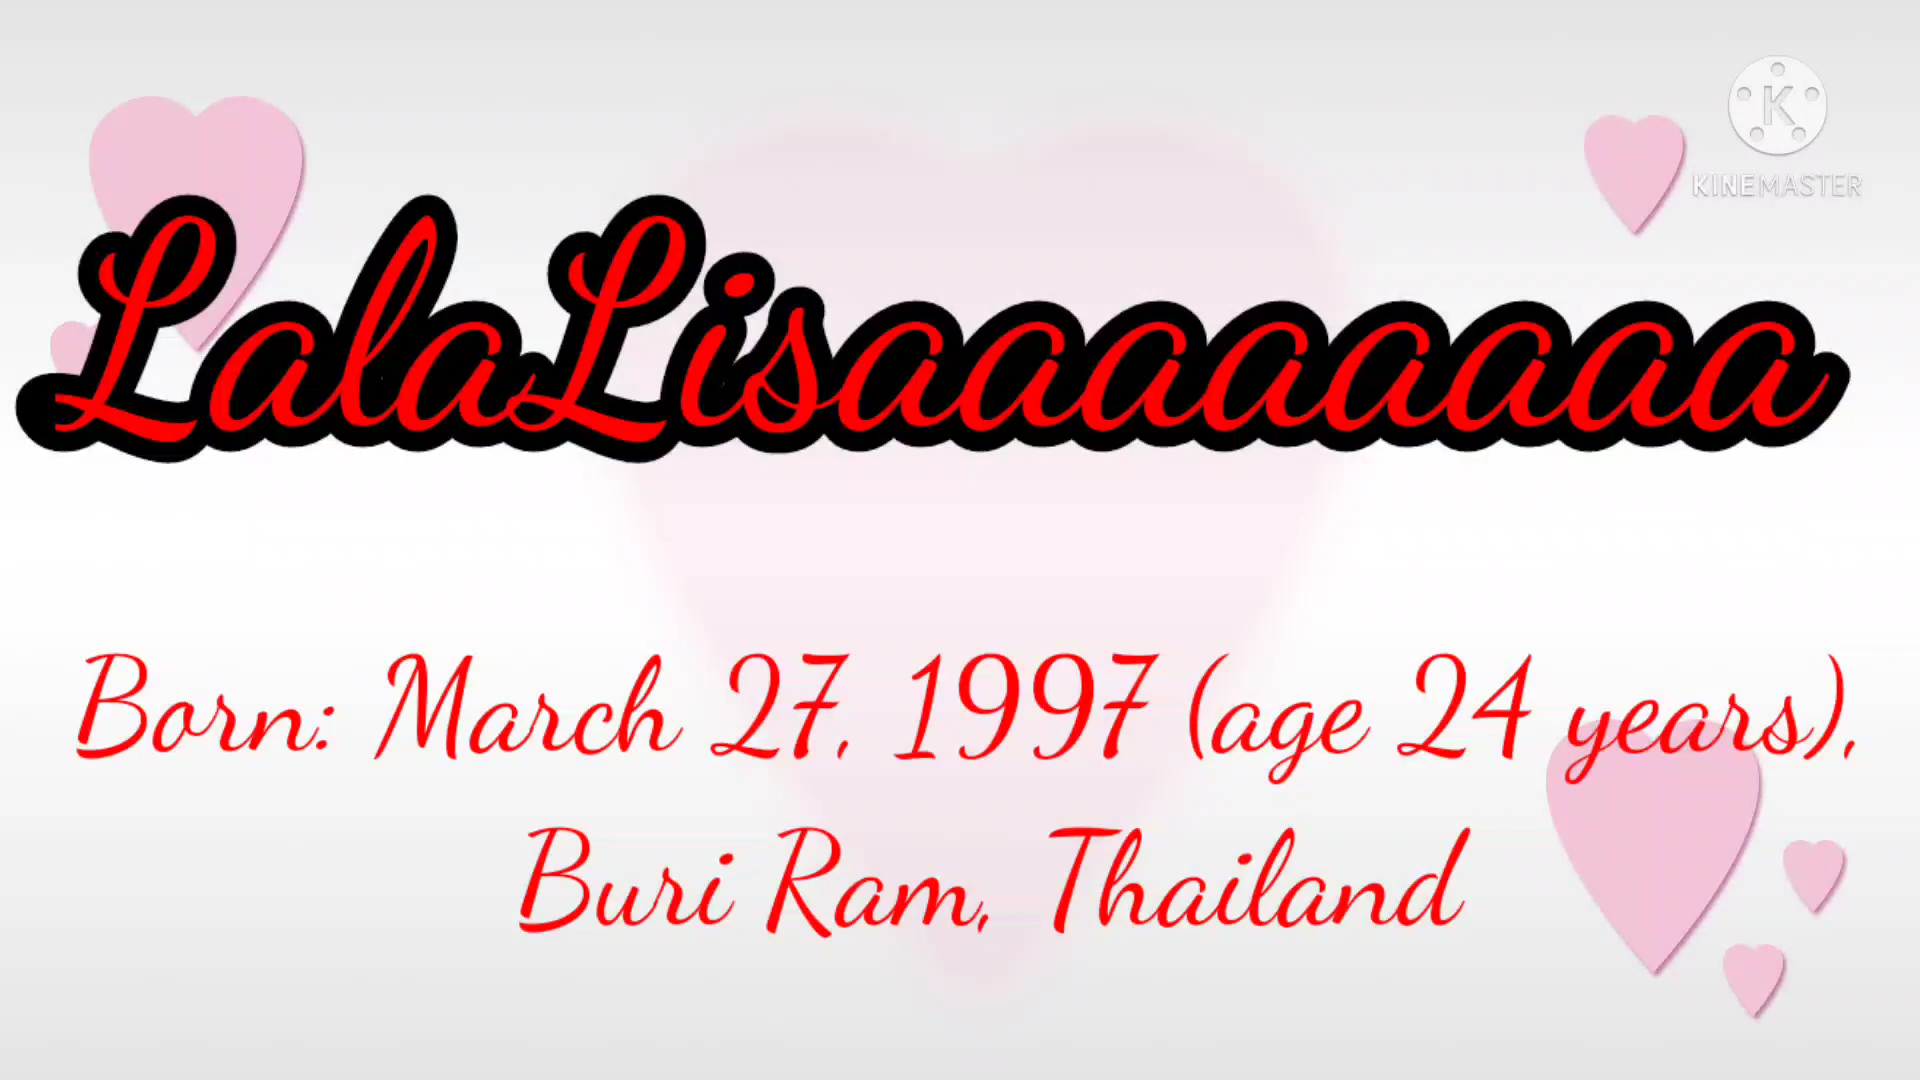 KINEMASTER
LalaLisaaaaaaaa
Born: March 27, 1997 (age 24 years),
Buri Ram, Thailand